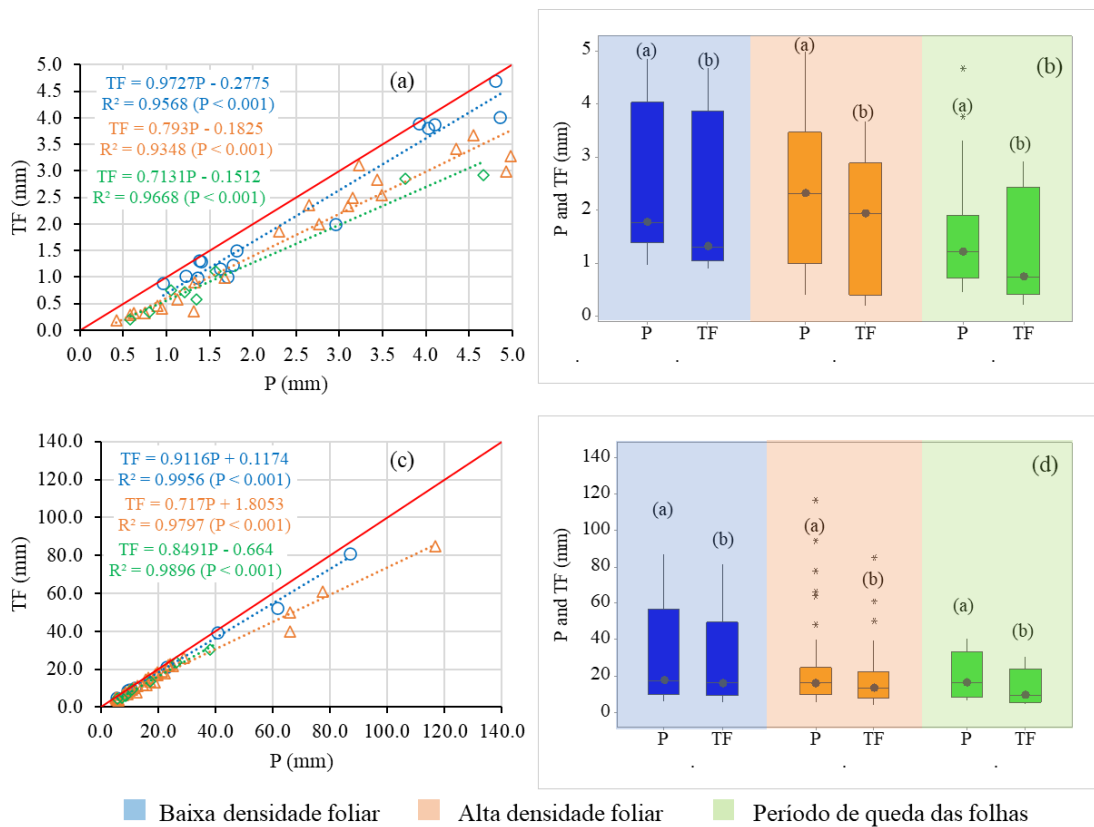 (a)
TF (mm)
5.0
4.5
4.0
3.5
3.0
2.5
2.0
1.5
1.0
0.5
0.0
TF = 0.9727P - 0.2775
R² = 0.9568 (P < 0.001)
TF = 0.793P - 0.1825
R² = 0.9348 (P < 0.001)
TF = 0.7131P - 0.1512
R² = 0.9668 (P < 0.001)
0.0 0.5 1.0 1.5 2.0 2.5 3.0 3.5 4.0 4.5 5.0
P (mm)
(b)
P and TF (mm)
5
4
3
2
1
0
(a) (b) (a) (b) (a) (b)
P TF P TF P TF
. . . . . .
(c)
TF (mm)
140.0
120.0
100.0
80.0
60.0
40.0
20.0
0.0
TF = 0.9116P + 0.1174
R² = 0.9956 (P < 0.001)
TF = 0.717P + 1.8053
R² = 0.9797 (P < 0.001)
TF = 0.8491P - 0.664
R² = 0.9896 (P < 0.001)
0.0 20.0 40.0 60.0 80.0 100.0 120.0 140.0
P (mm)
(d)
P and TF (mm)
140
120
100
80
60
40
20
0
(a) (b) (a) (b) (a) (b)
P TF P TF P TF
. . .
Baixa densidade foliar Alta densidade foliar Período de queda das folhas